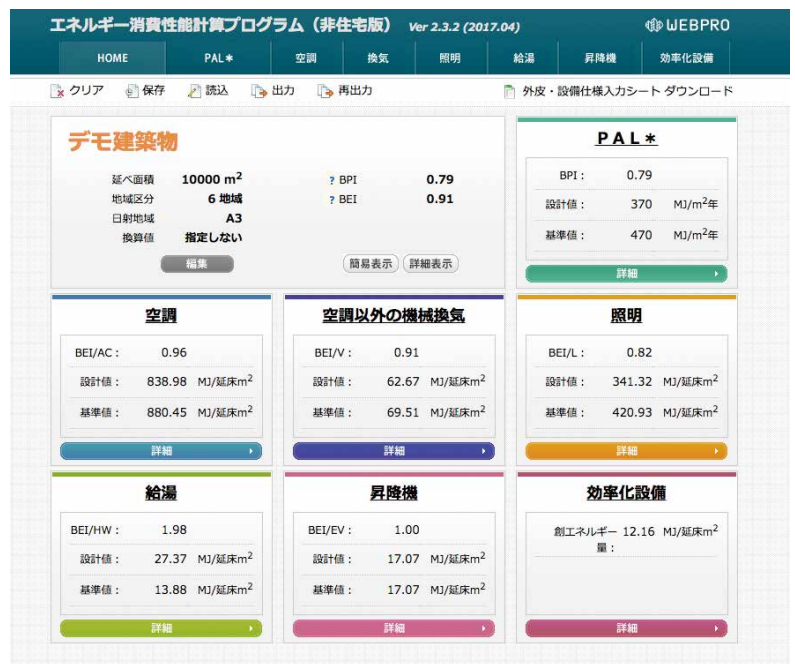 エネルギー消費性能計算プログラム（非住宅版） Ver 2.3.2 (2017.04) WEBPRO
HOME PAL＊ 空調 換気 照明 給湯 昇降機 効率化設備
クリア 保存 読込 出力 再出力 外皮・設備仕様入力シート ダウンロード
デモ建築物
延べ面積 10000 m2 ? BPI 0.79
地域区分 6 地域 ? BEI 0.91
日射地域 A3
換算値 指定しない
編集 簡易表示 詳細表示
PAL＊
BPI： 0.79
設計値： 370 MJ/m2年
基準値： 470 MJ/m2年
詳細
空調
BEI/AC： 0.96
設計値： 838.98 MJ/延床m2
基準値： 880.45 MJ/延床m2
詳細
空調以外の機械換気
BEI/V： 0.91
設計値： 62.67 MJ/延床m2
基準値： 69.51 MJ/延床m2
詳細
照明
BEI/L： 0.82
設計値： 341.32 MJ/延床m2
基準値： 420.93 MJ/延床m2
詳細
給湯
BEI/HW： 1.98
設計値： 27.37 MJ/延床m2
基準値： 13.88 MJ/延床m2
詳細
昇降機
BEI/EV： 1.00
設計値： 17.07 MJ/延床m2
基準値： 17.07 MJ/延床m2
詳細
効率化設備
創エネルギー 12.16 MJ/延床m2
量：
詳細